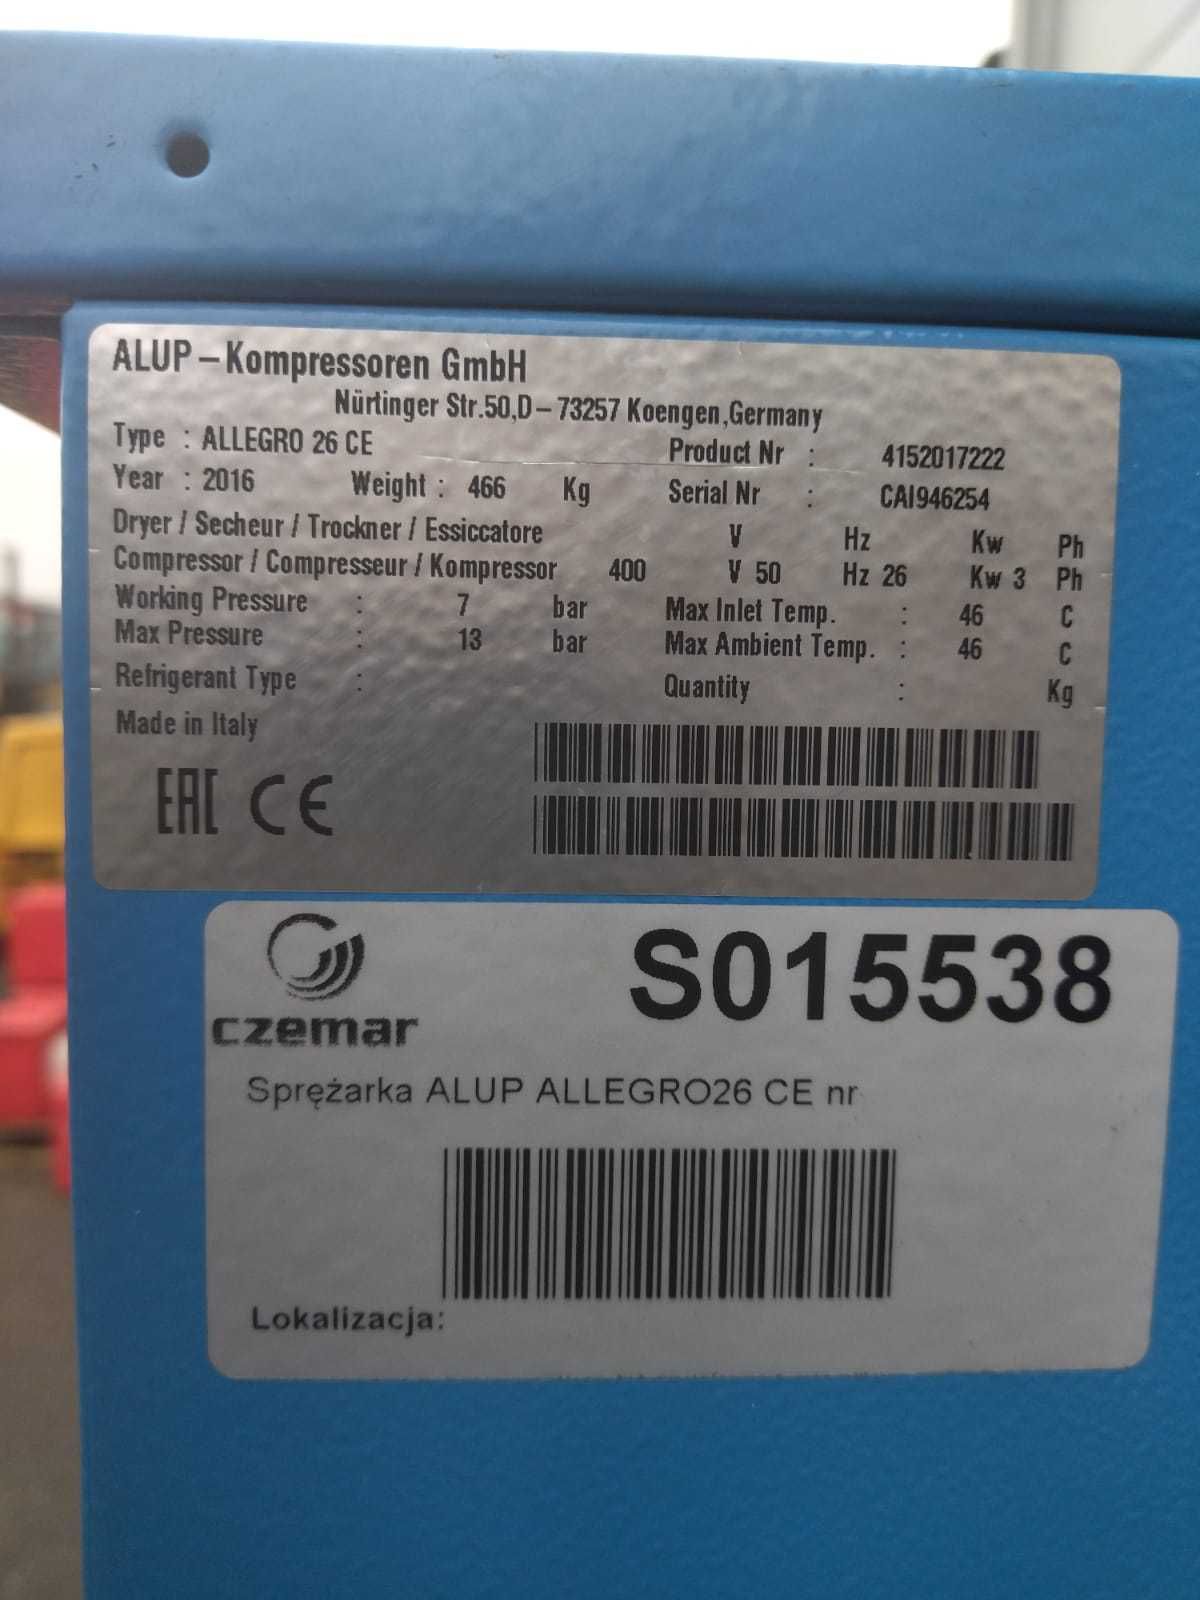 ALUP – Kompressoren GmbH
Nürtinger Str.50,D – 73257 Koengen,Germany
Type : ALLEGRO 26 CE Product Nr : 4152017222
Year : 2016 Weight : 466 Kg Serial Nr : CAI946254
Dryer / Secheur / Trockner / Essiccatore V Hz Kw Ph
Compressor / Compresseur / Kompressor 400 V 50 Hz 26 Kw 3 Ph
Working Pressure : 7 bar Max Inlet Temp. : 46 C
Max Pressure : 13 bar Max Ambient Temp. : 46 C
Refrigerant Type : Quantity : Kg
Made in Italy
EAC CE
S015538
czemar
Sprężarka ALUP ALLEGRO26 CE nr
Lokalizacja: